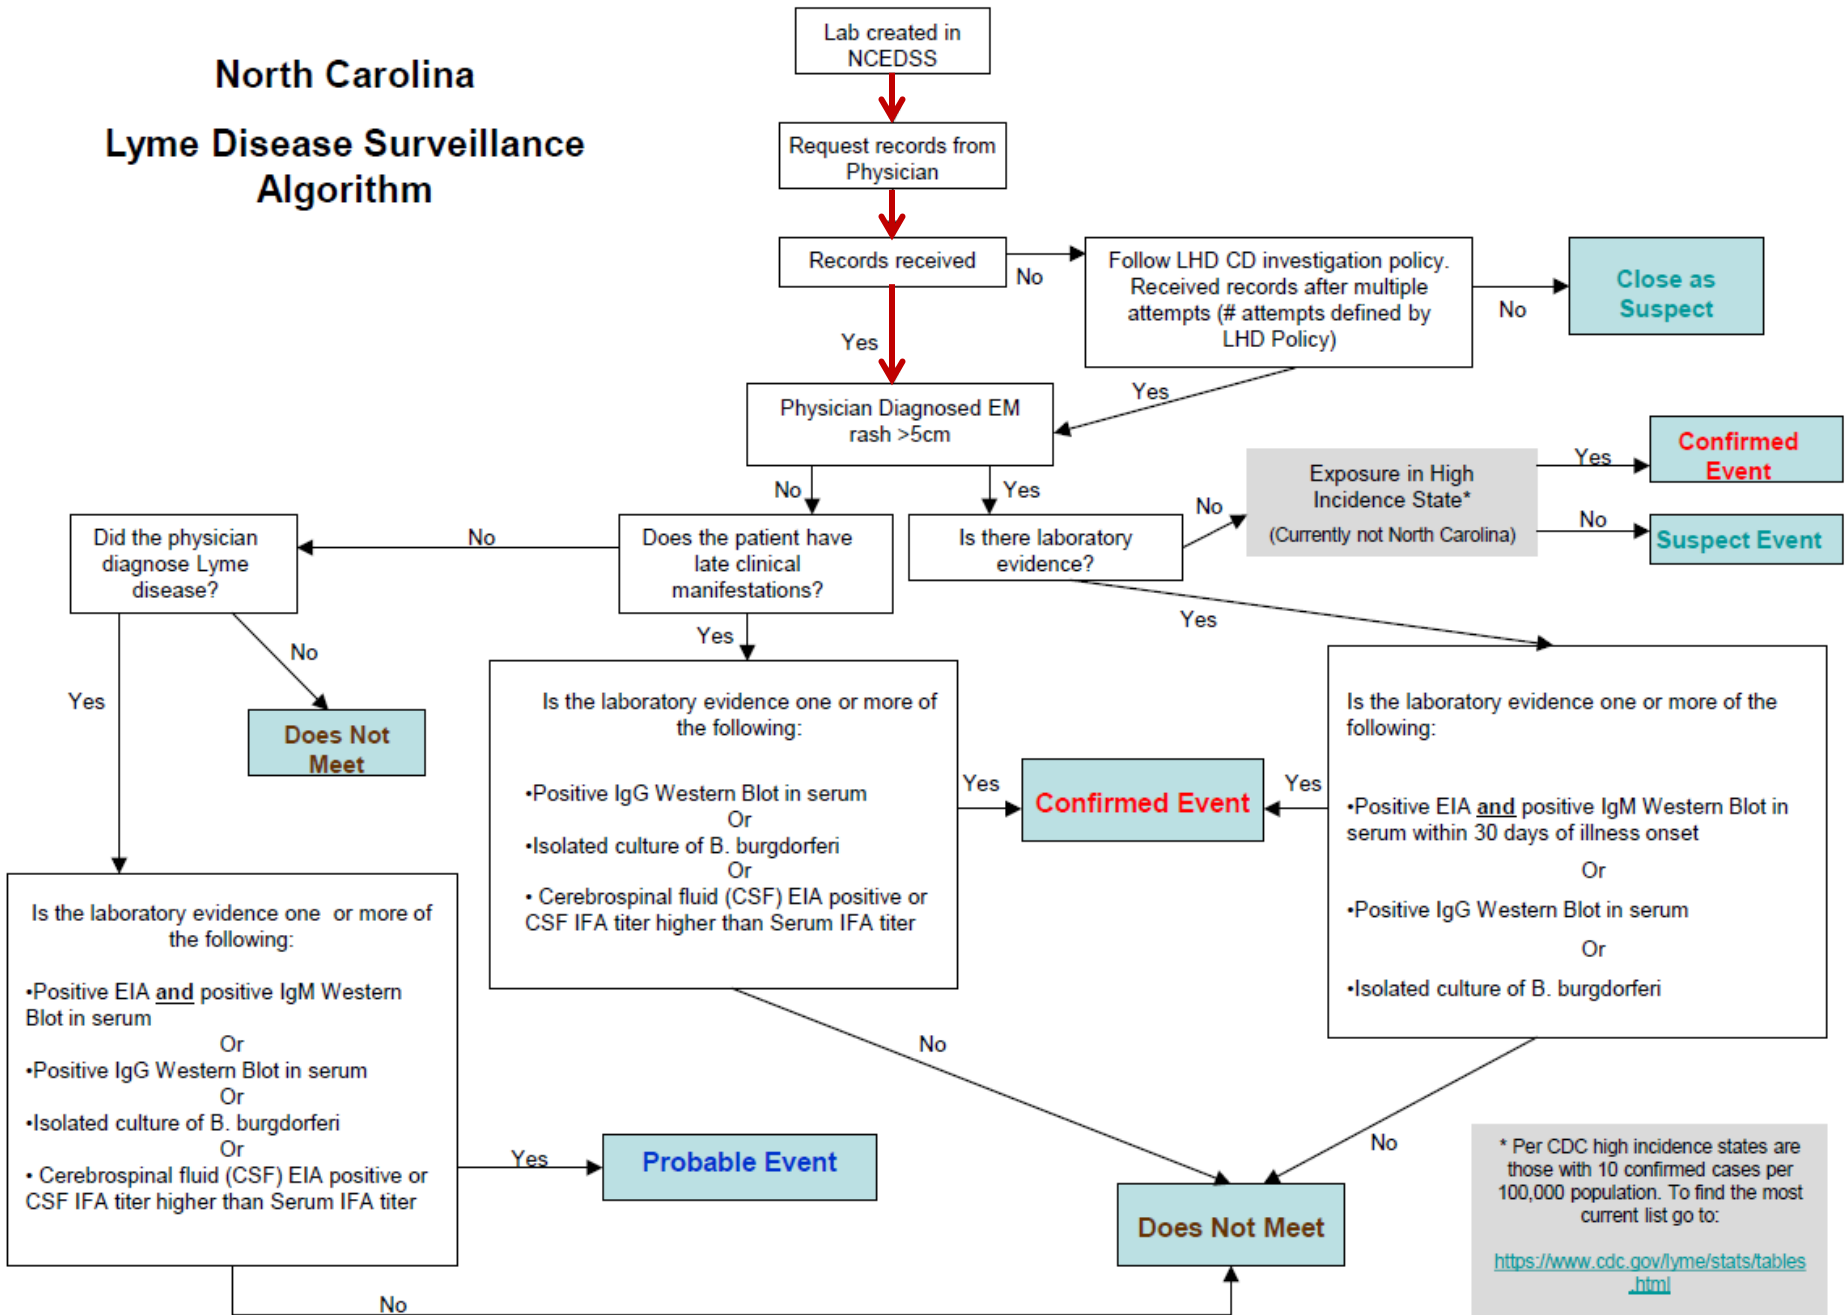 North Carolina
Lyme Disease Surveillance
Algorithm
Lab created in
NCEDSS
Request records from
Physician
Records received
No
Follow LHD CD investigation policy.
Received records after multiple
attempts (# attempts defined by
LHD Policy)
No
Close as
Suspect
Yes
Yes
Physician Diagnosed EM
rash >5cm
No
Yes
Exposure in High
Incidence State*
(Currently not North Carolina)
Yes
Confirmed
Event
No
Suspect Event
No
Is there laboratory
evidence?
Does the patient have
late clinical
manifestations?
No
Did the physician
diagnose Lyme
disease?
No
Does Not
Meet
Yes
Yes
Yes
Is the laboratory evidence one or more of
the following:
•Positive IgG Western Blot in serum
Or
•Isolated culture of B. burgdorferi
Or
• Cerebrospinal fluid (CSF) EIA positive or
CSF IFA titer higher than Serum IFA titer
Yes
Confirmed Event
Yes
Is the laboratory evidence one or more of the
following:
•Positive EIA and positive IgM Western Blot in
serum within 30 days of illness onset
Or
•Positive IgG Western Blot in serum
Or
•Isolated culture of B. burgdorferi
Is the laboratory evidence one or more of
the following:
•Positive EIA and positive IgM Western
Blot in serum
Or
•Positive IgG Western Blot in serum
Or
•Isolated culture of B. burgdorferi
Or
• Cerebrospinal fluid (CSF) EIA positive or
CSF IFA titer higher than Serum IFA titer
Yes
Probable Event
No
No
Does Not Meet
No
* Per CDC high incidence states are
those with 10 confirmed cases per
100,000 population. To find the most
current list go to:
https://www.cdc.gov/lyme/stats/tables
.html